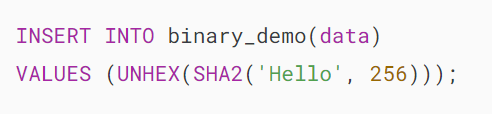 INSERT INTO binary_demo(data)
VALUES (UNHEX(SHA2('Hello', 256)));